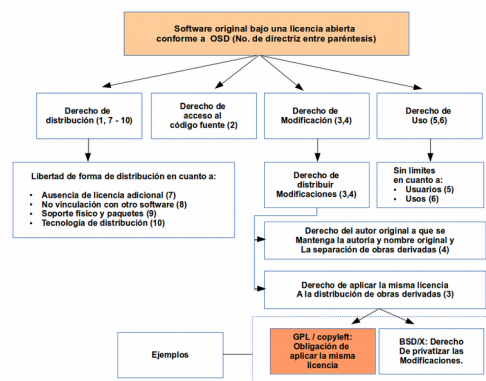 Software original bajo una licencia abierta
conforme a OSD (No. de directriz entre paréntesis)
Derecho de
distribución (1, 7 - 10)
Derecho de
acceso al
código fuente (2)
Derecho de
Modificación (3,4)
Derecho de
Uso (5,6)
Libertad de forma de distribución en cuanto a:
• Ausencia de licencia adicional (7)
• No vinculación con otro software (8)
• Soporte físico y paquetes (9)
• Tecnología de distribución (10)
Derecho de
distribuir
Modificaciones (3,4)
Sin limites
en cuanto a:
• Usuarios (5)
• Usos (6)
Derecho del autor original a que se
Mantenga la autoría y nombre original y
La separación de obras derivadas (4)
Derecho de aplicar la misma licencia
A la distribución de obras derivadas (3)
Ejemplos
GPL / copyleft:
Obligación de
aplicar la misma
licencia
BSD/X: Derecho
De privatizar las
Modificaciones.